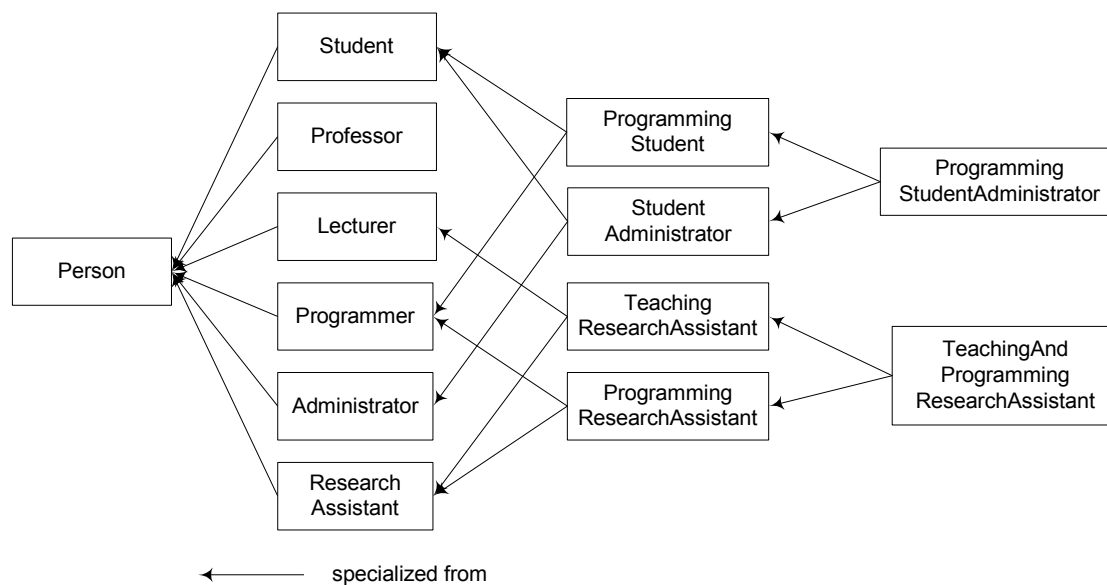 Person
Student
Professor
Lecturer
Programmer
Administrator
Research
Assistant
Programming
Student
Student
Administrator
Teaching
ResearchAssistant
Programming
ResearchAssistant
Programming
StudentAdministrator
TeachingAnd
Programming
ResearchAssistant
specialized from